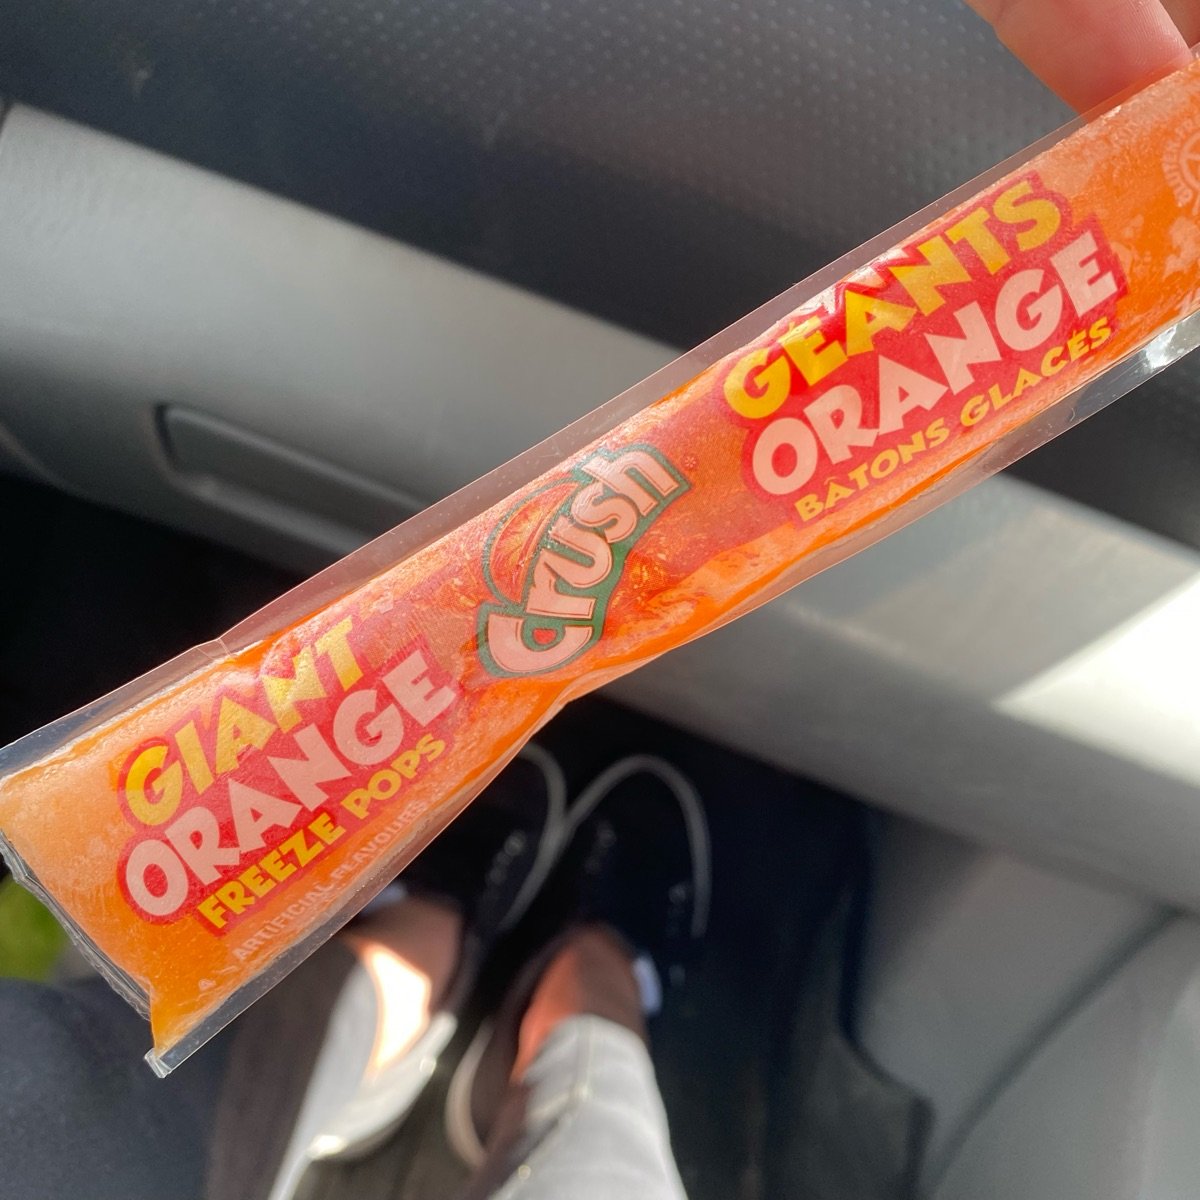 GIANT
ORANGE
FREEZE POPS
ARTIFICIAL FLAVOURS
Crush
GÉANTS
ORANGE
BÂTONS GLACÉS